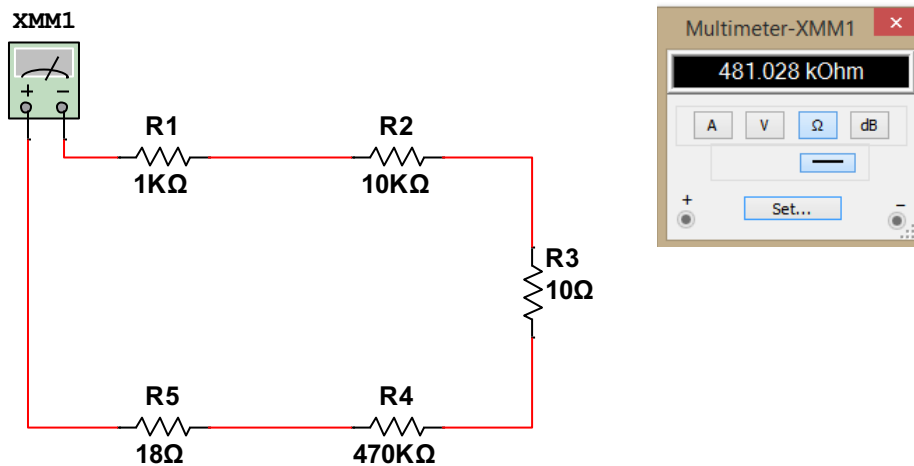 XMM1
+ −
R1
1KΩ
R2
10KΩ
R3
10Ω
R5
18Ω
R4
470KΩ
Multimeter-XMM1
481.028 kOhm
A V Ω dB
+ −
Set...